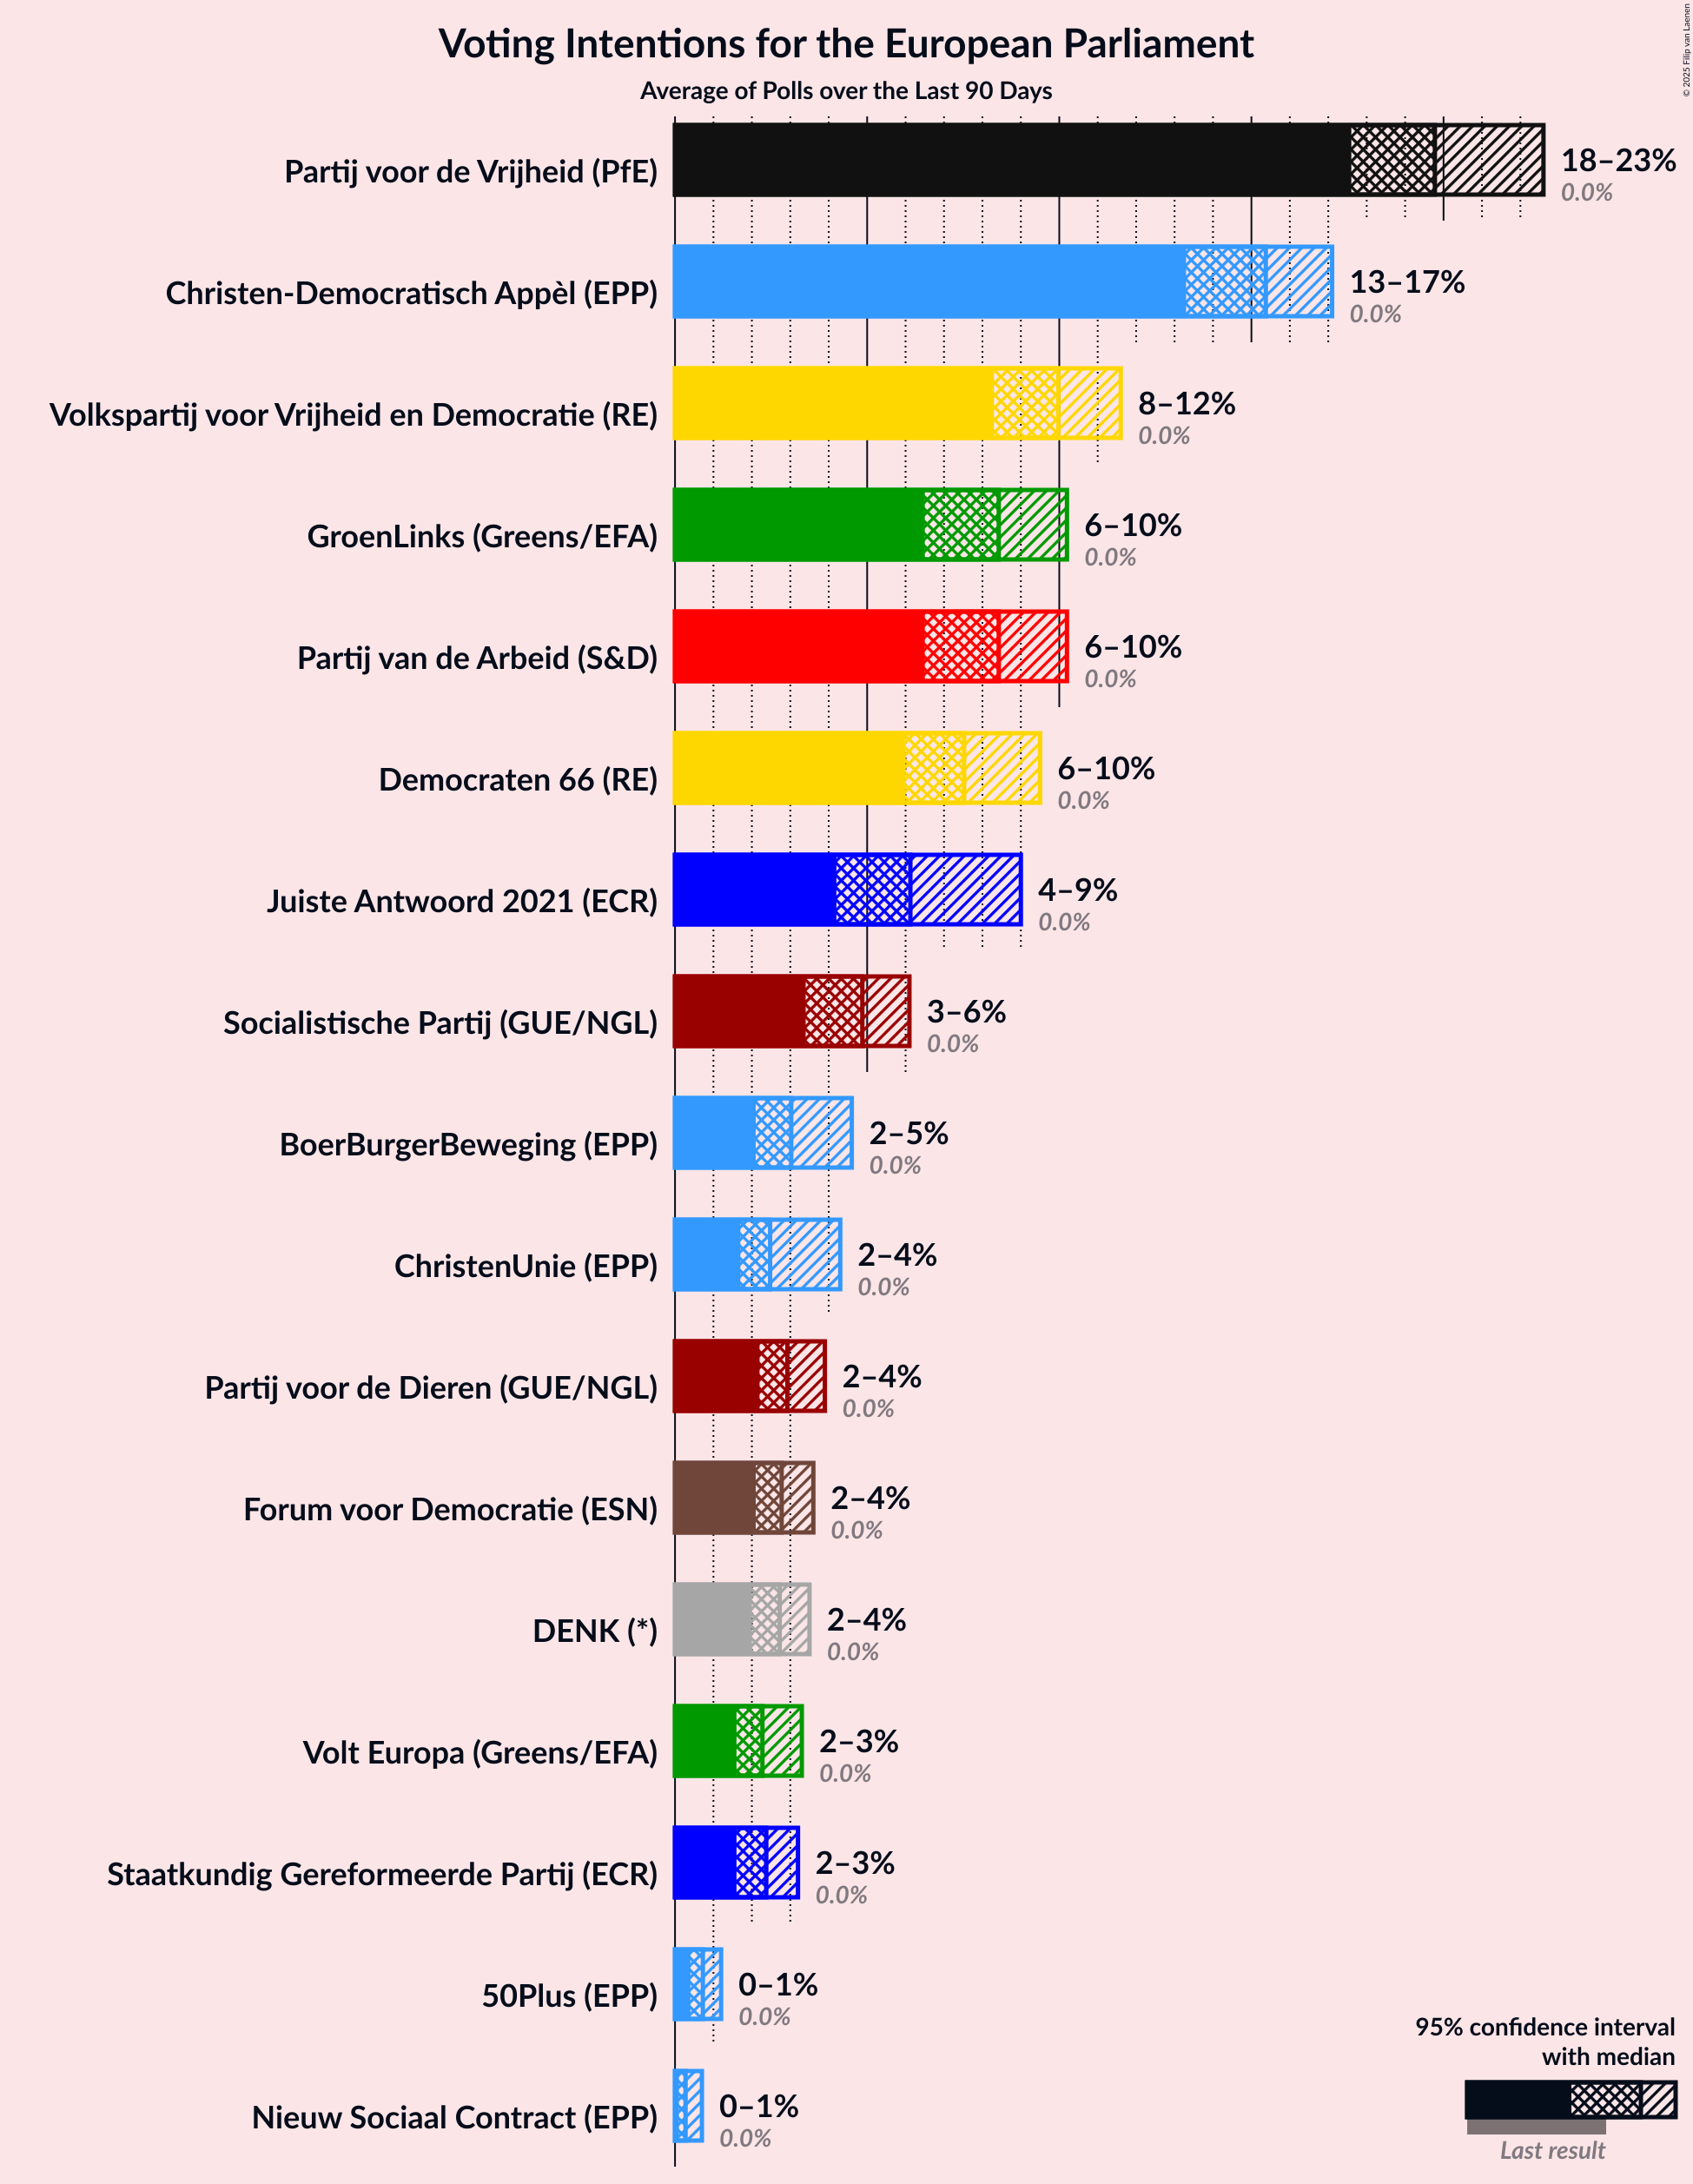 Voting Intentions for the European Parliament
Average of Polls over the Last 90 Days
© 2025 Filip van Laenen
Partij voor de Vrijheid (PfE)
18–23%
0.0%
Christen-Democratisch Appèl (EPP)
13–17%
0.0%
Volkspartij voor Vrijheid en Democratie (RE)
8–12%
0.0%
GroenLinks (Greens/EFA)
6–10%
0.0%
Partij van de Arbeid (S&D)
6–10%
0.0%
Democraten 66 (RE)
6–10%
0.0%
Juiste Antwoord 2021 (ECR)
4–9%
0.0%
Socialistische Partij (GUE/NGL)
3–6%
0.0%
BoerBurgerBeweging (EPP)
2–5%
0.0%
ChristenUnie (EPP)
2–4%
0.0%
Partij voor de Dieren (GUE/NGL)
2–4%
0.0%
Forum voor Democratie (ESN)
2–4%
0.0%
DENK (*)
2–4%
0.0%
Volt Europa (Greens/EFA)
2–3%
0.0%
Staatkundig Gereformeerde Partij (ECR)
2–3%
0.0%
50Plus (EPP)
0–1%
0.0%
Nieuw Sociaal Contract (EPP)
0–1%
0.0%
95% confidence interval
with median
Last result